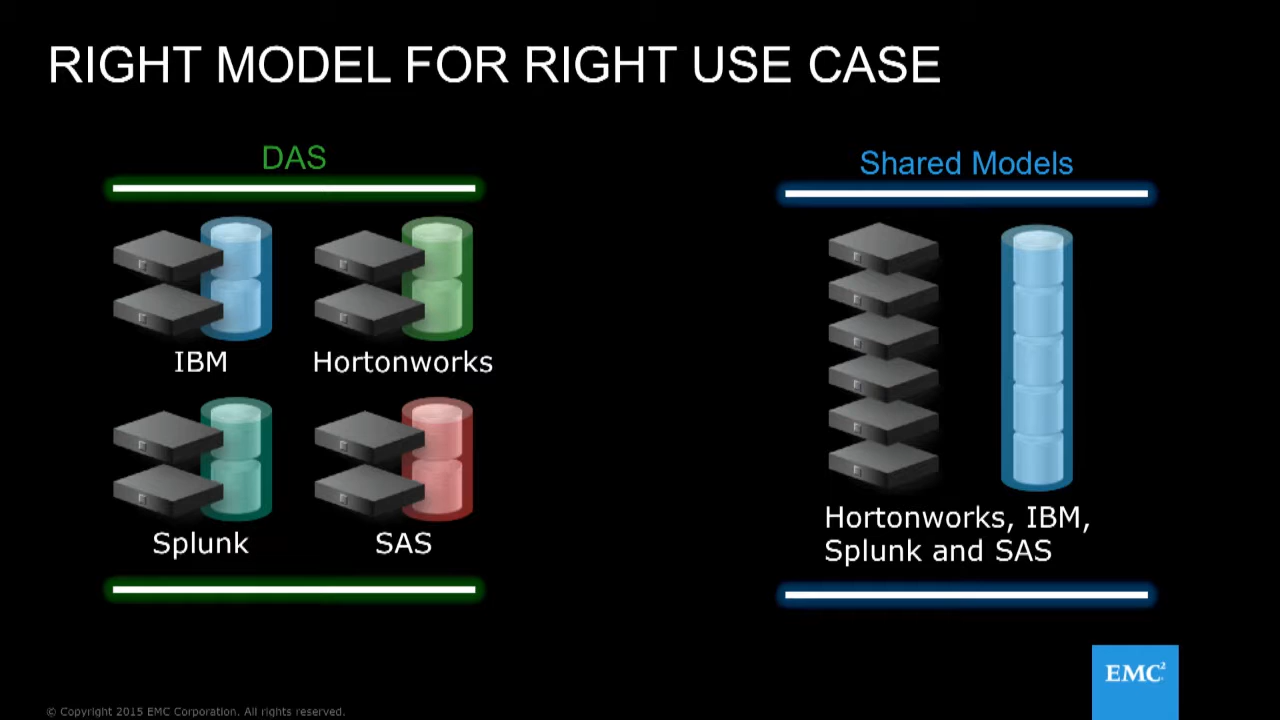 RIGHT MODEL FOR RIGHT USE CASE
DAS
IBM
Hortonworks
Splunk
SAS
Shared Models
Hortonworks, IBM,
Splunk and SAS
EMC²
© Copyright 2015 EMC Corporation. All rights reserved.